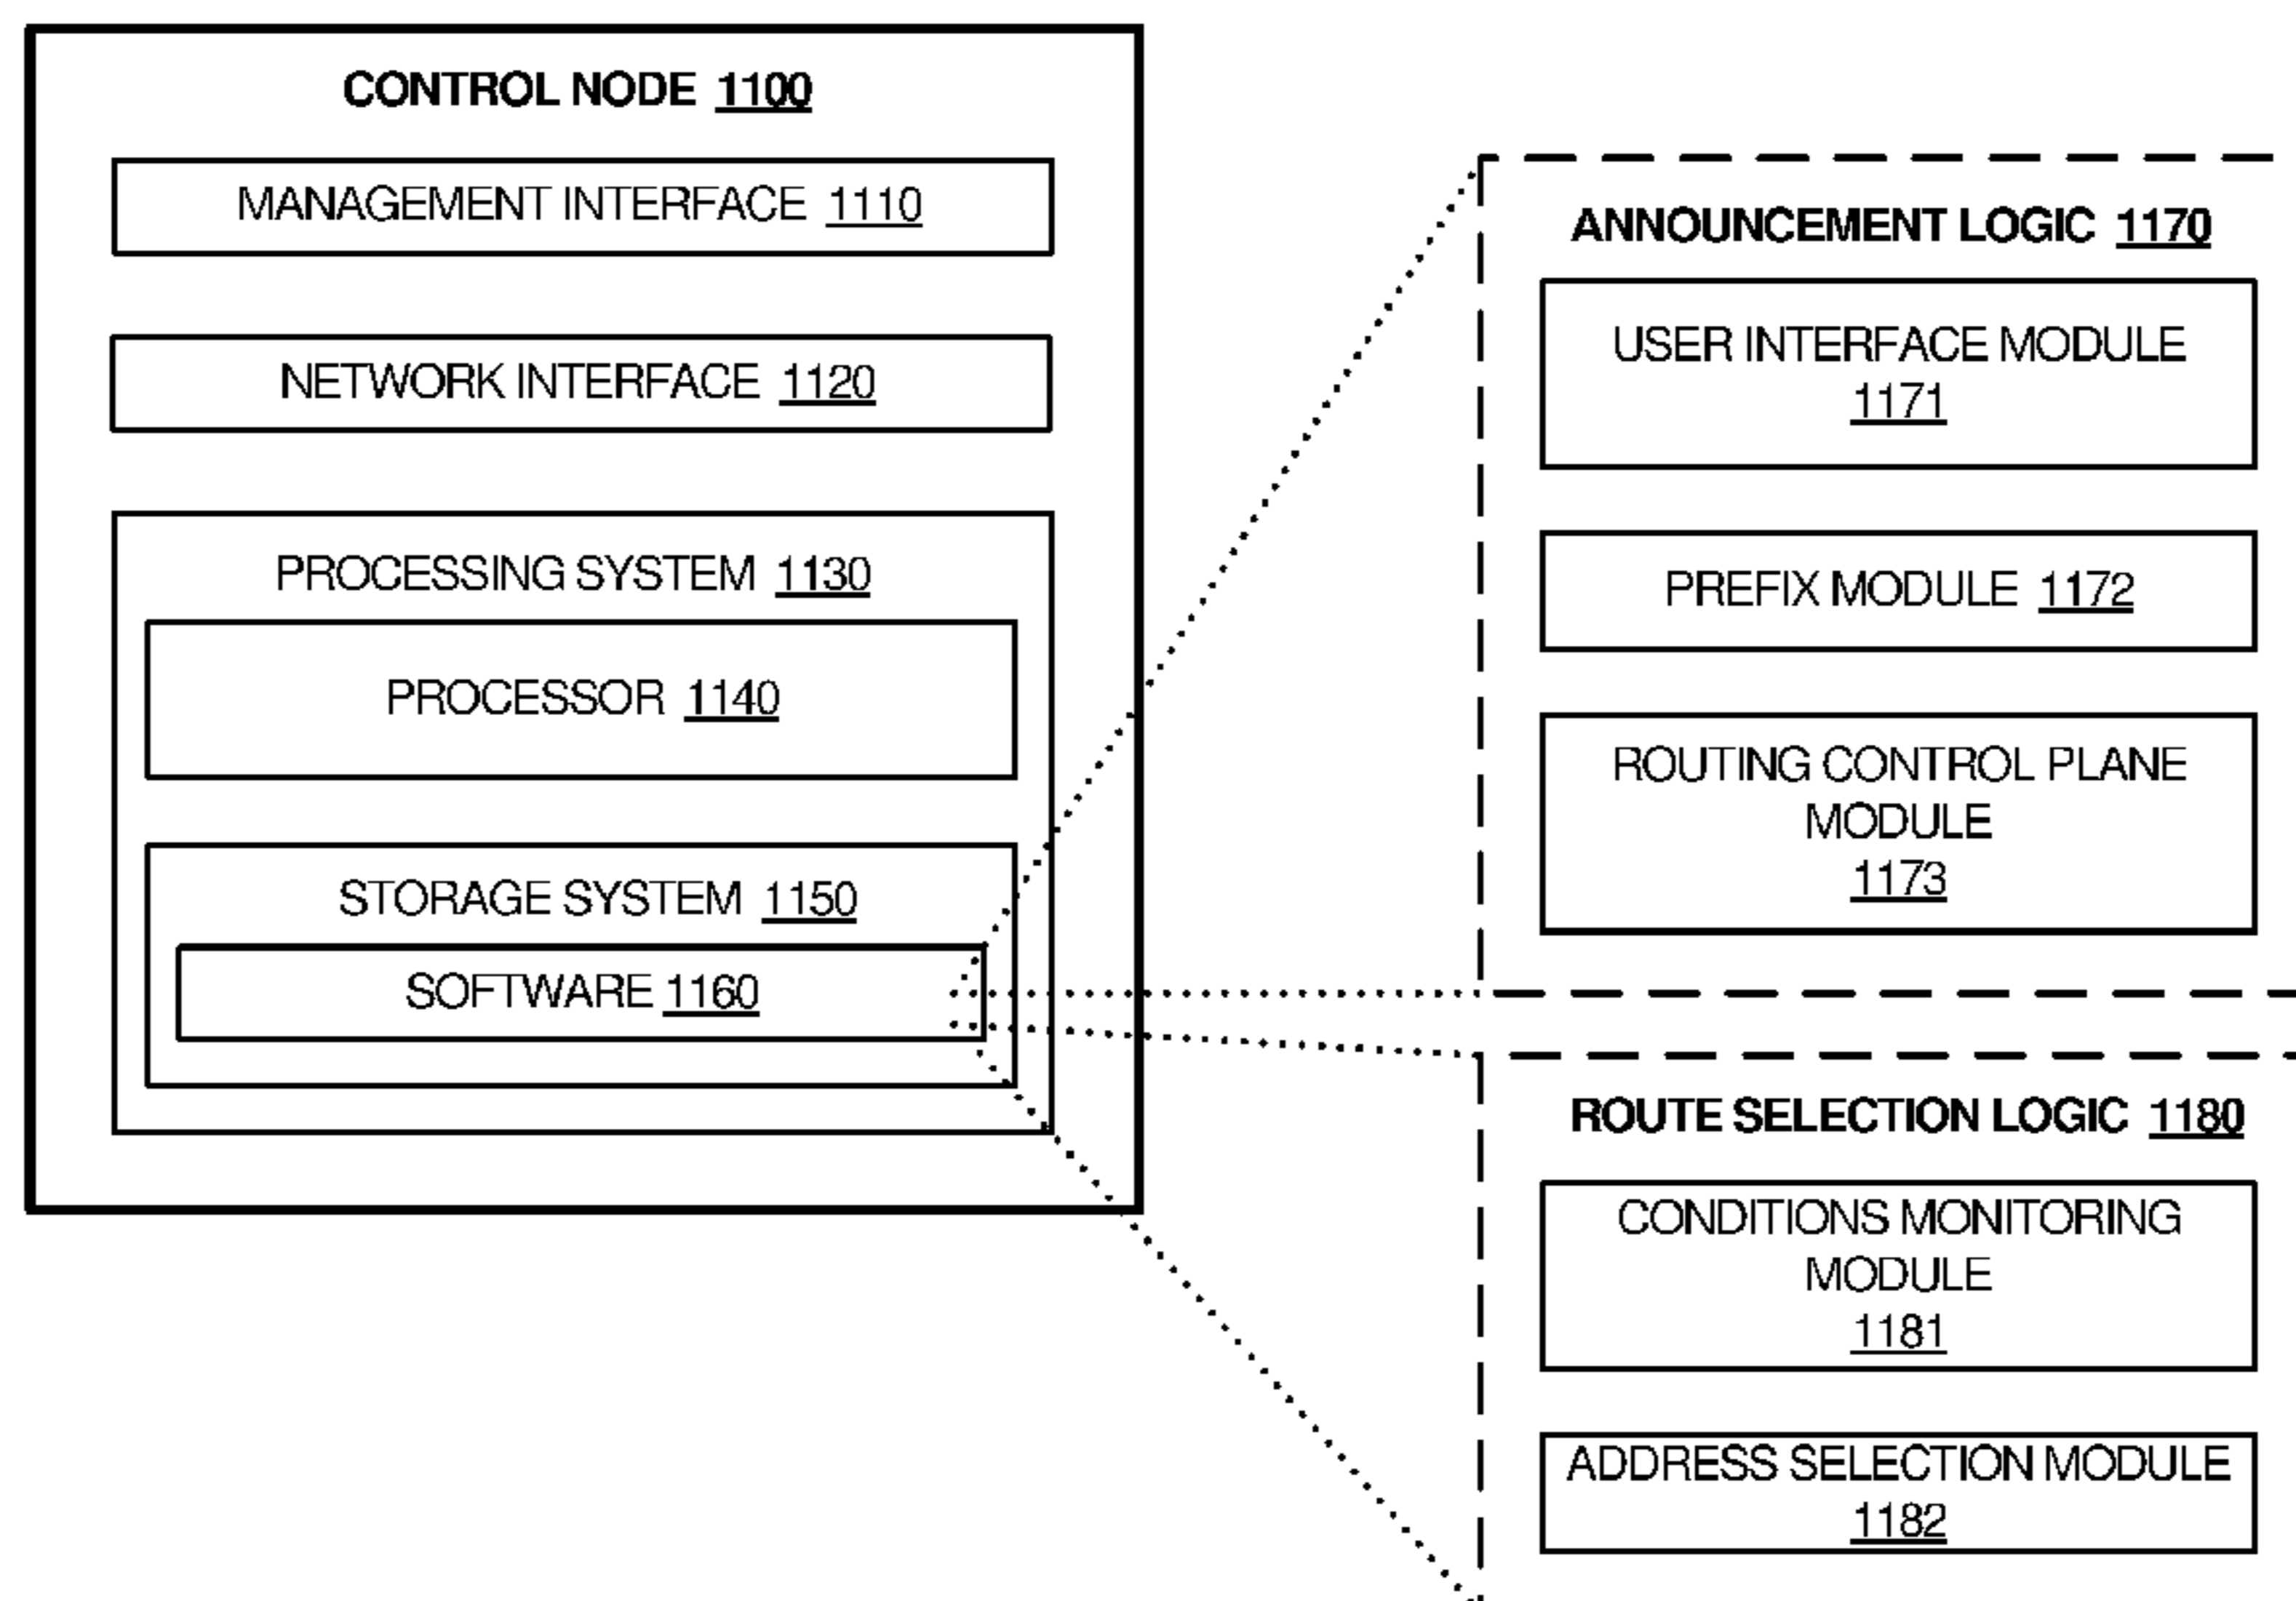 CONTROL NODE 1100
MANAGEMENT INTERFACE 1110
NETWORK INTERFACE 1120
PROCESSING SYSTEM 1130
PROCESSOR 1140
STORAGE SYSTEM 1150
SOFTWARE 1160
ANNOUNCEMENT LOGIC 1170
USER INTERFACE MODULE
1171
PREFIX MODULE 1172
ROUTING CONTROL PLANE
MODULE
1173
ROUTE SELECTION LOGIC 1180
CONDITIONS MONITORING
MODULE
1181
ADDRESS SELECTION MODULE
1182